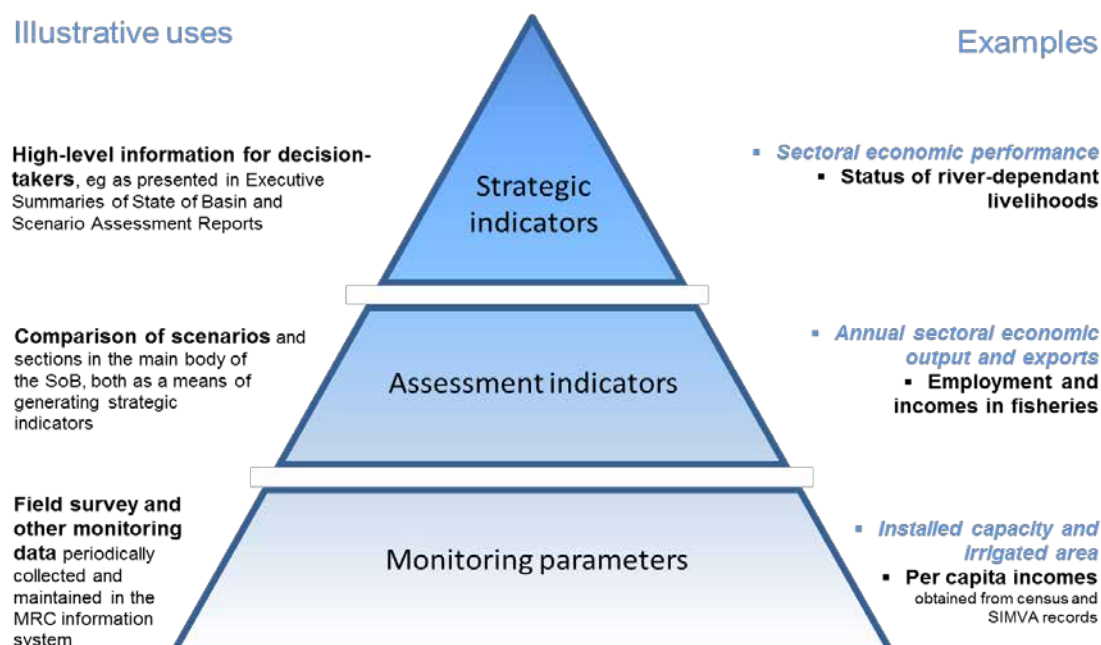 Illustrative uses
Examples
High-level information for decision-
takers, eg as presented in Executive
Summaries of State of Basin and
Scenario Assessment Reports
Strategic
indicators
▪ Sectoral economic performance
▪ Status of river-dependant
livelihoods
Comparison of scenarios and
sections in the main body of
the SoB, both as a means of
generating strategic
indicators
Assessment indicators
▪ Annual sectoral economic
output and exports
▪ Employment and
incomes in fisheries
Field survey and
other monitoring
data periodically
collected and
maintained in the
MRC information
system
Monitoring parameters
▪ Installed capacity and
irrigated area
▪ Per capita incomes
obtained from census and
SIMVA records